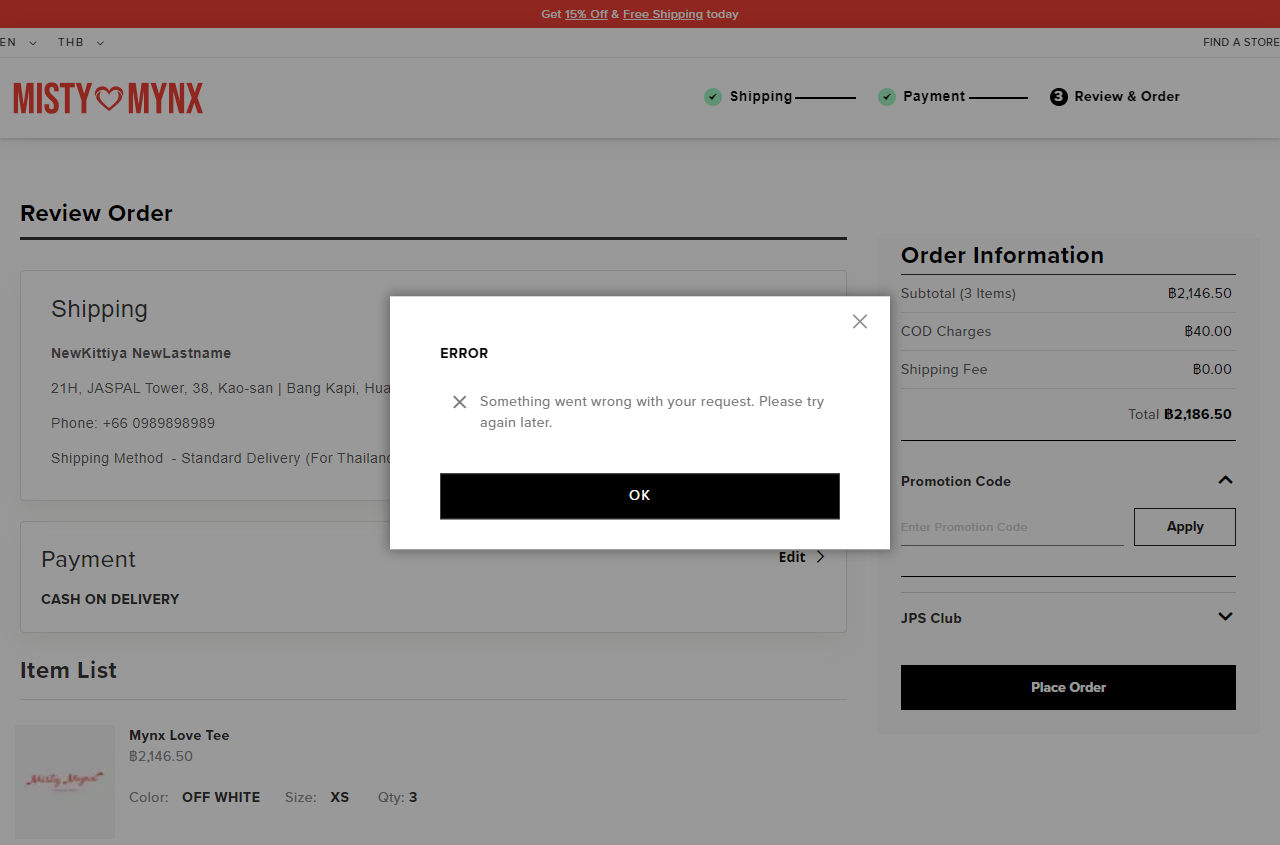 Get 15% Off & Free Shipping today
EN THB FIND A STORE
MISTY MYNX
Shipping Payment 3 Review & Order
Review Order
Shipping
NewKittiya NewLastname
21H, JASPAL Tower, 38, Kao-san | Bang Kapi, Hua
Phone: +66 0989898989
Shipping Method - Standard Delivery (For Thailand
Payment
Edit
CASH ON DELIVERY
Item List
Misty Mynx
Mynx Love Tee
฿2,146.50
Color: OFF WHITE Size: XS Qty: 3
Order Information
Subtotal (3 Items) ฿2,146.50
COD Charges ฿40.00
Shipping Fee ฿0.00
Total ฿2,186.50
Promotion Code
Enter Promotion Code Apply
JPS Club
Place Order
ERROR
Something went wrong with your request. Please try
again later.
OK